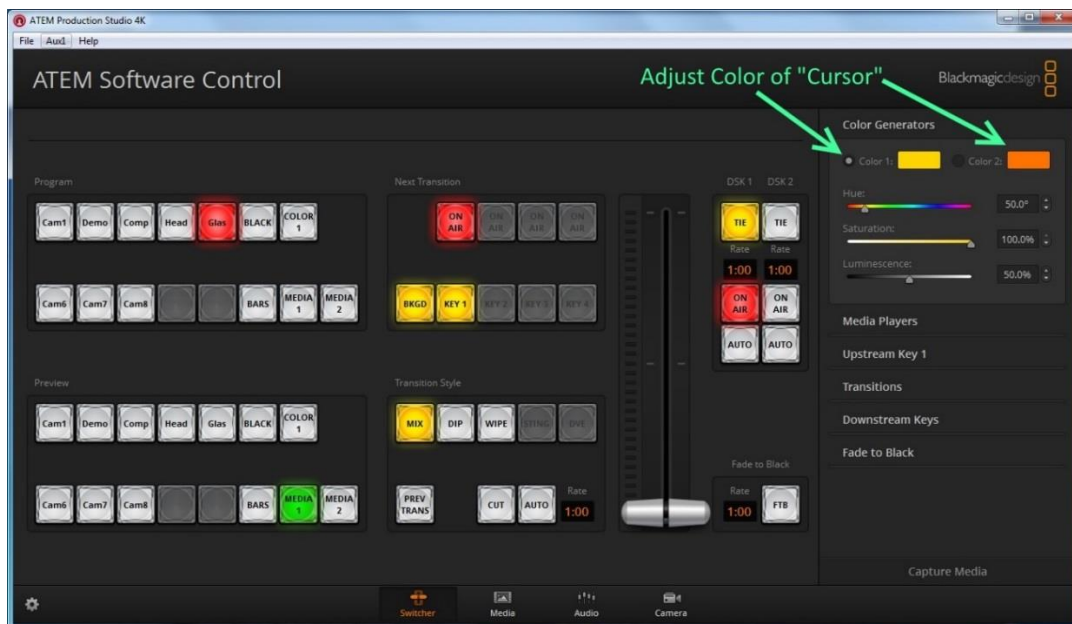 ATEM Production Studio 4K
File Aux1 Help
ATEM Software Control
Adjust Color of "Cursor"
Blackmagicdesign
Color Generators
Color 1: Color 2:
Hue:
50.0°
Saturation:
100.0%
Luminescence:
50.0%
Media Players
Upstream Key 1
Transitions
Downstream Keys
Fade to Black
Capture Media
Program
Cam1 Demo Comp Head Glas BLACK COLOR 1
Cam6 Cam7 Cam8 BARS MEDIA 1 MEDIA 2
Next Transition
ON AIR ON AIR ON AIR ON AIR
BKGD KEY 1 KEY 2 KEY 3 KEY 4
DSK 1 DSK 2
TIE TIE
Rate Rate
1:00 1:00
ON AIR ON AIR
AUTO AUTO
Preview
Cam1 Demo Comp Head Glas BLACK COLOR 1
Cam6 Cam7 Cam8 BARS MEDIA 1 MEDIA 2
Transition Style
MIX DIP WIPE STING DVE
Rate
PREV TRANS CUT AUTO 1:00
Fade to Black
Rate
1:00 FTB
Switcher Media Audio Camera